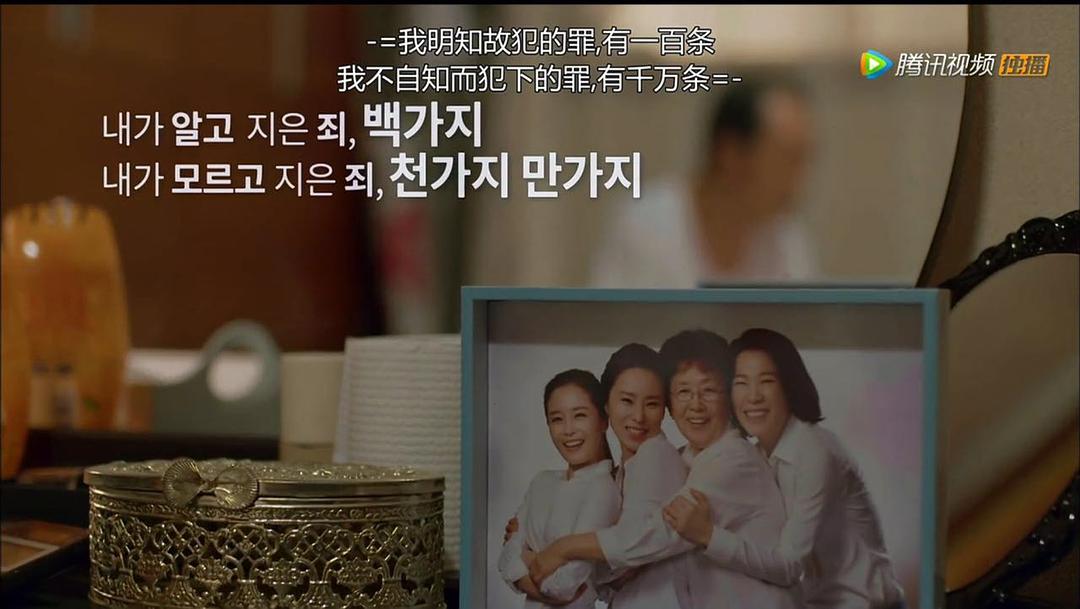 -=我明知故犯的罪,有一百条
我不自知而犯下的罪,有千万条=-
腾讯视频 独播
내가 알고 지은 죄, 백가지
내가 모르고 지은 죄, 천가지 만가지